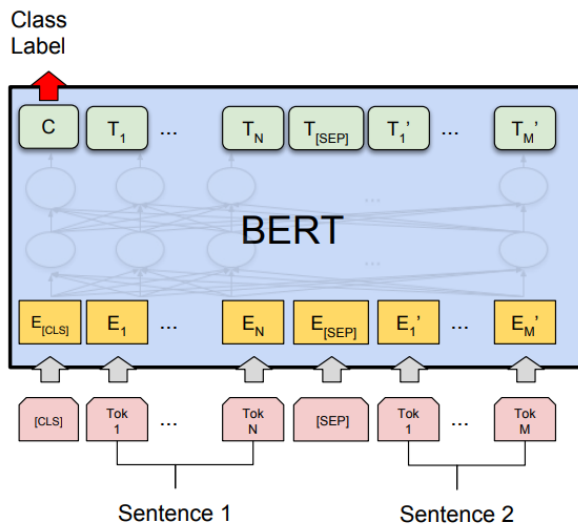 Class
Label
C T1 ... TN T[SEP] T1' ... TM'
...
BERT
...
E[CLS] E1 ... EN E[SEP] E1' ... EM'
[CLS] Tok 1 ... Tok N [SEP] Tok 1 ... Tok M
Sentence 1 Sentence 2